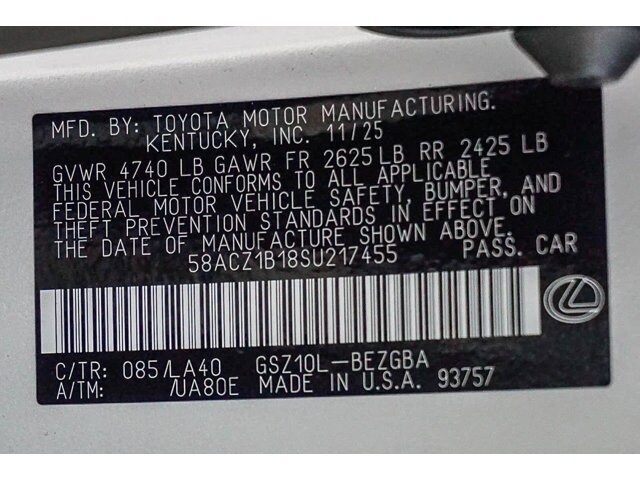 MFD. BY: TOYOTA MOTOR MANUFACTURING.
KENTUCKY, INC. 11/25
GVWR 4740 LB GAWR FR 2625 LB RR 2425 LB
THIS VEHICLE CONFORMS TO ALL APPLICABLE
FEDERAL MOTOR VEHICLE SAFETY, BUMPER, AND
THEFT PREVENTION STANDARDS IN EFFECT ON
THE DATE OF MANUFACTURE SHOWN ABOVE.
58ACZ1B18SU217455 PASS. CAR
C/TR: 085/LA40 GSZ10L-BEZGBA
A/TM: /UA80E MADE IN U.S.A. 93757